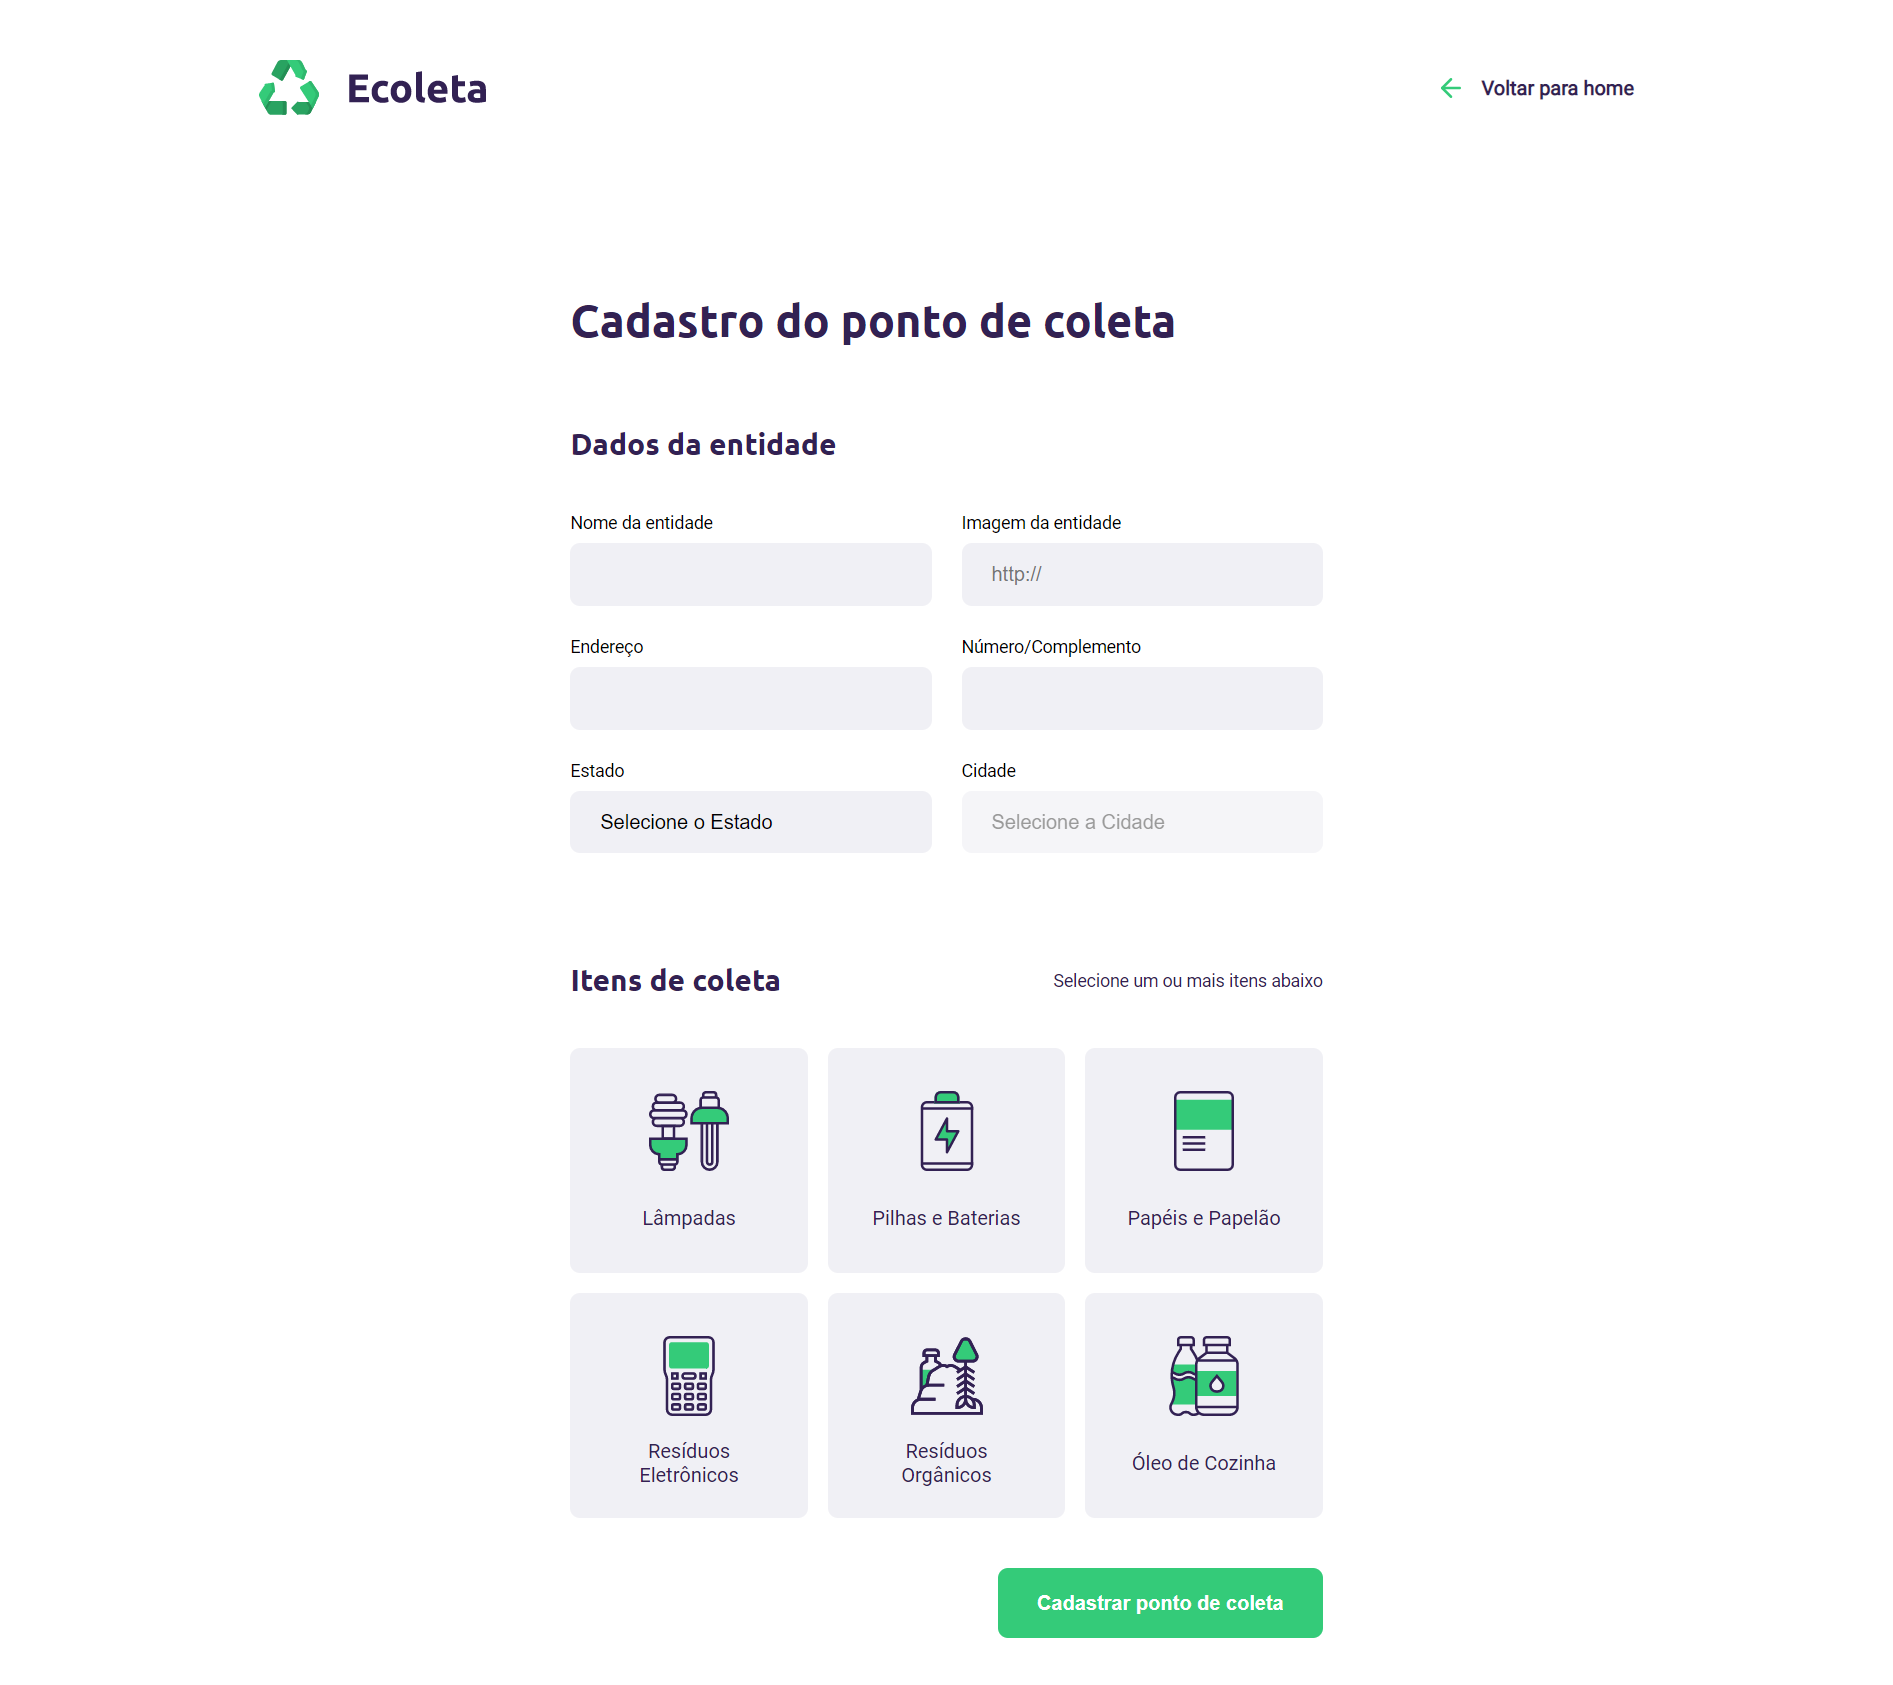 Ecoleta
Voltar para home
Cadastro do ponto de coleta
Dados da entidade
Nome da entidade
Imagem da entidade
http://
Endereço
Número/Complemento
Estado
Cidade
Selecione o Estado
Selecione a Cidade
Itens de coleta
Selecione um ou mais itens abaixo
Lâmpadas
Pilhas e Baterias
Papéis e Papelão
Resíduos
Eletrônicos
Resíduos
Orgânicos
Óleo de Cozinha
Cadastrar ponto de coleta